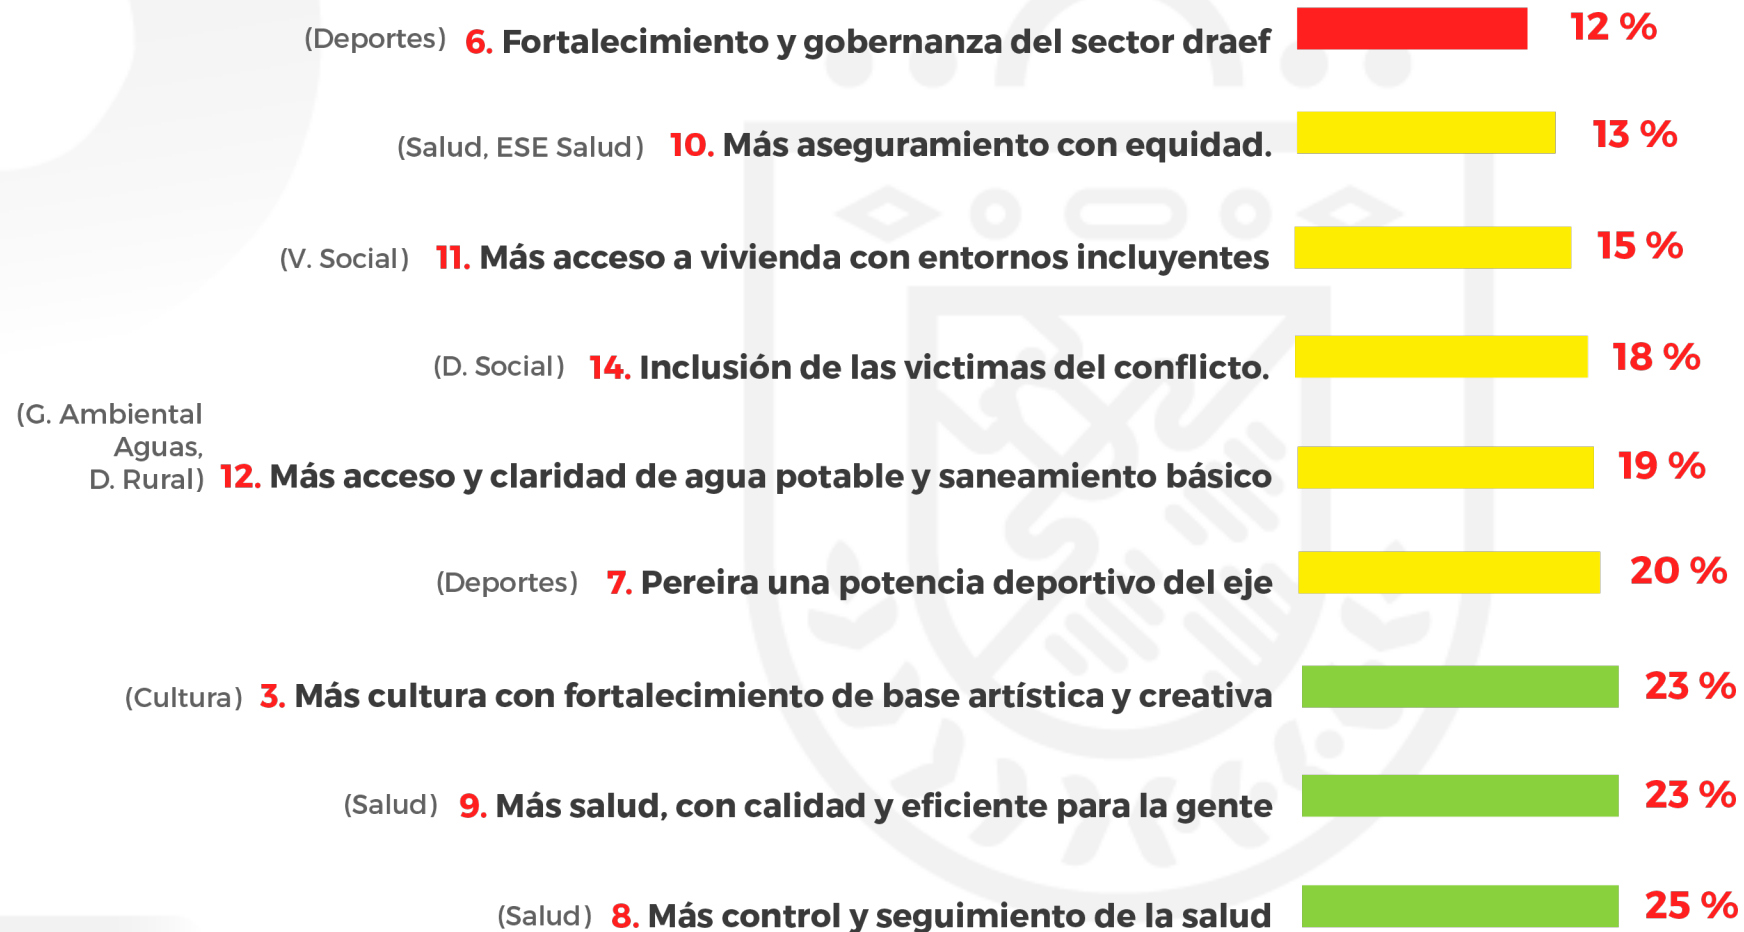 (Deportes) 6. Fortalecimiento y gobernanza del sector draef 12 %
(Salud, ESE Salud) 10. Más aseguramiento con equidad. 13 %
(V. Social) 11. Más acceso a vivienda con entornos incluyentes 15 %
(D. Social) 14. Inclusión de las victimas del conflicto. 18 %
(G. Ambiental
Aguas,
D. Rural) 12. Más acceso y claridad de agua potable y saneamiento básico 19 %
(Deportes) 7. Pereira una potencia deportivo del eje 20 %
(Cultura) 3. Más cultura con fortalecimiento de base artística y creativa 23 %
(Salud) 9. Más salud, con calidad y eficiente para la gente 23 %
(Salud) 8. Más control y seguimiento de la salud 25 %